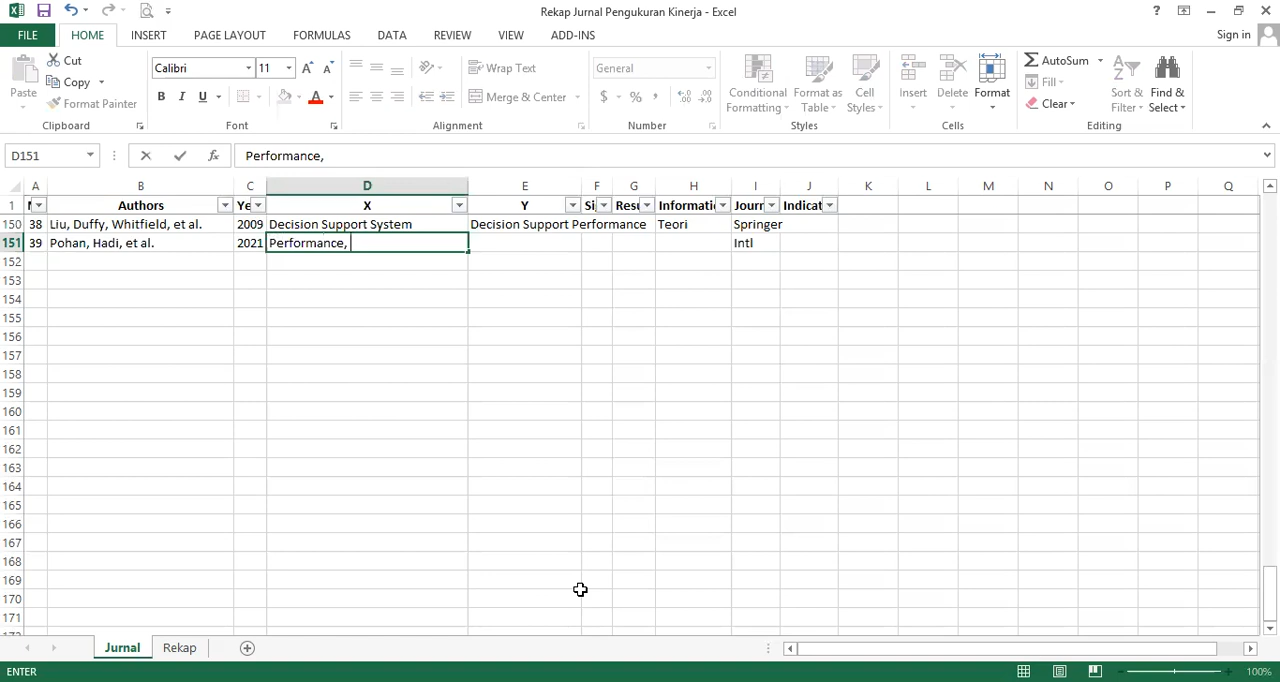 Rekap Jurnal Pengukuran Kinerja - Excel
?
FILE HOME INSERT PAGE LAYOUT FORMULAS DATA REVIEW VIEW ADD-INS Sign in
Paste
Cut
Copy
Format Painter
Clipboard
Calibri 11
B I U
Font
Wrap Text
Merge & Center
Alignment
General
$ % ,
Number
Conditional Formatting
Format as Table
Cell Styles
Styles
Insert Delete Format
Cells
AutoSum
Fill
Clear
Sort & Filter
Find & Select
Editing
D151 fx Performance,
A B C D E F G H I J K L M N O P Q
1 Authors Ye X Y Si Resu Informati Journ Indicat
150 38 Liu, Duffy, Whitfield, et al. 2009 Decision Support System Decision Support Performance Teori Springer
151 39 Pohan, Hadi, et al. 2021 Performance, Intl
152
153
154
155
156
157
158
159
160
161
162
163
164
165
166
167
168
169
170
171
Jurnal Rekap
ENTER 100%